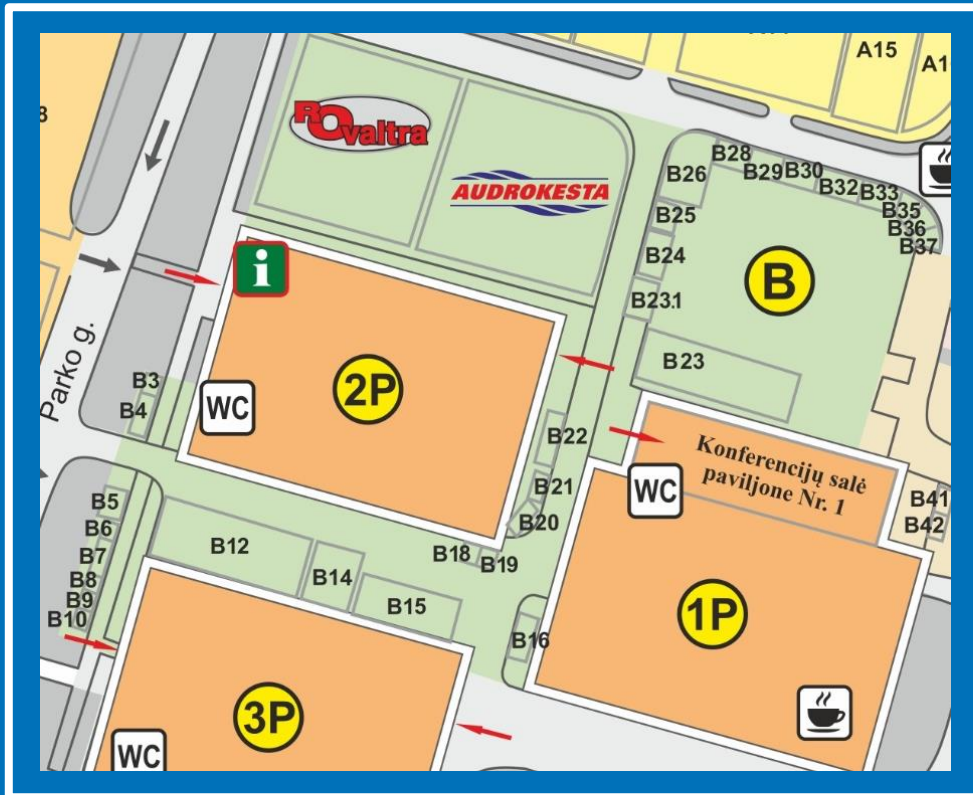 A15
A1
8
ROvaltra
AUDROKESTA
B28
B29
B30
B32
B33
B35
B36
B37
B26
B25
B24
B23.1
B
B23
i
Parko g.
B3
B4
WC
2P
B22
B21
B20
B18
B19
Konferencijų salė
paviljone Nr. 1
WC
B41
B42
B5
B6
B7
B8
B9
B10
B12
B14
B15
B16
1P
3P
WC